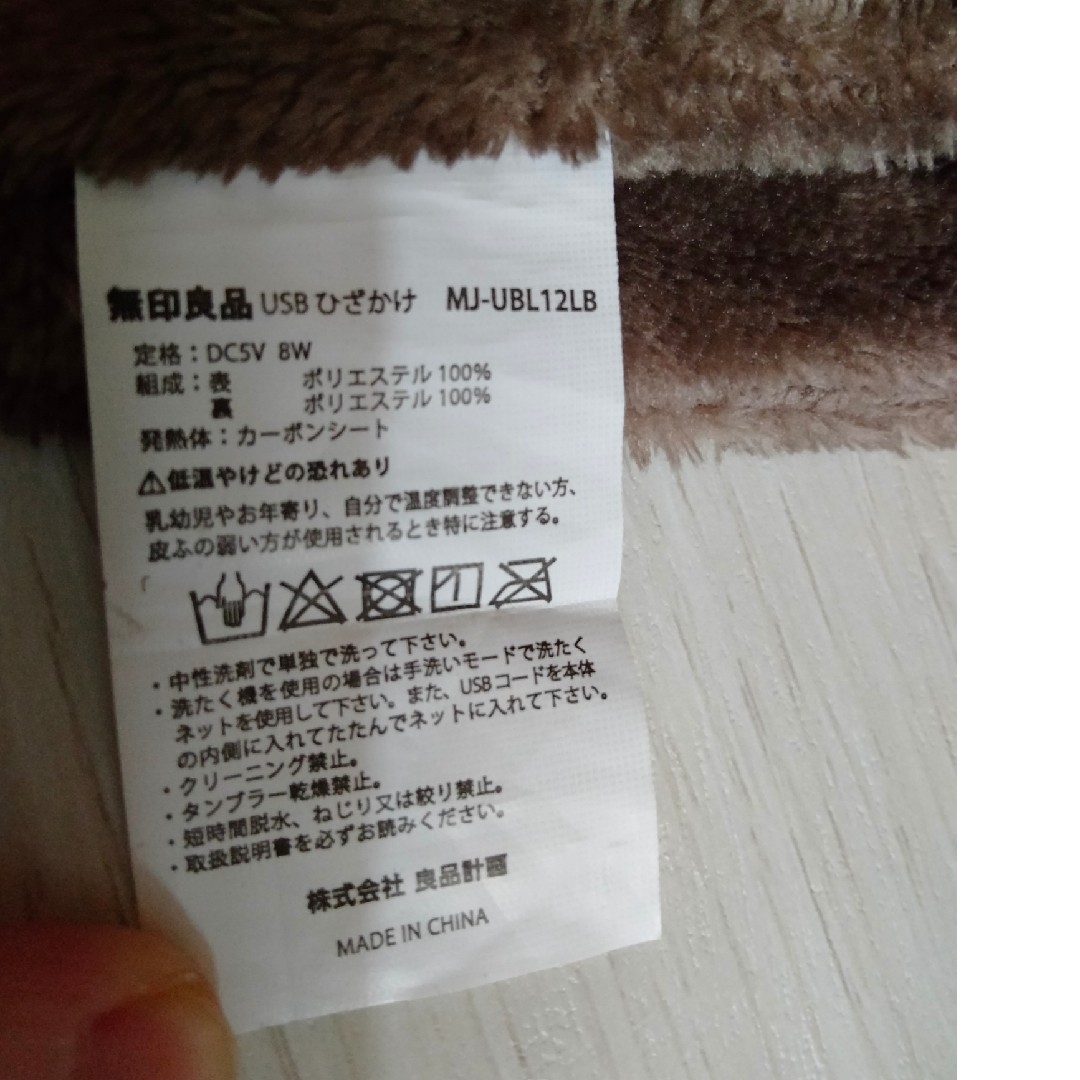 無印良品 USB ひざかけ MJ-UBL12LB
定格：DC5V 8W
組成：表 ポリエステル 100%
裏 ポリエステル 100%
発熱体：カーボンシート
⚠低温やけどの恐れあり
乳幼児やお年寄り、自分で温度調整できない方、
皮ふの弱い方が使用されるとき特に注意する。
・中性洗剤で単独で洗って下さい。
・洗たく機を使用の場合は手洗いモードで洗たく
ネットを使用して下さい。また、USBコードを本体
の内側に入れてたたんでネットに入れて下さい。
・クリーニング禁止。
・タンブラー乾燥禁止。
・短時間脱水、ねじり又は絞り禁止。
・取扱説明書を必ずお読みください。
株式会社 良品計画
MADE IN CHINA